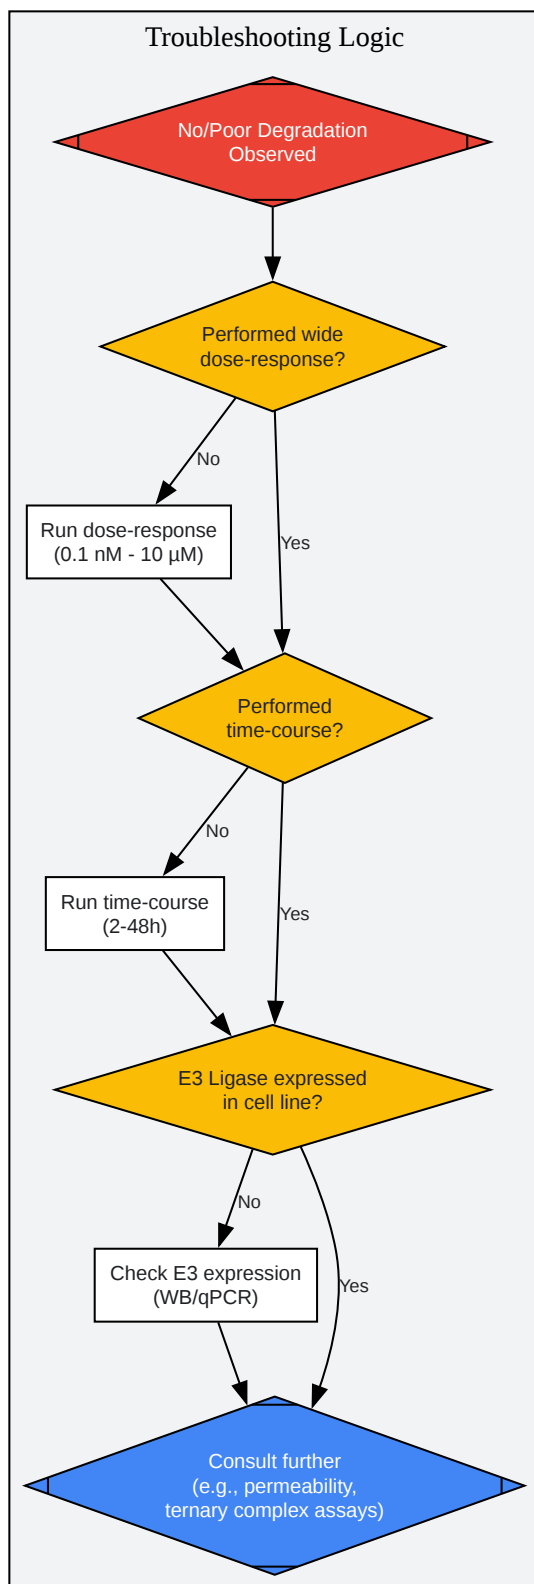 Troubleshooting Logic
No/Poor Degradation
Observed
Performed wide
dose-response?
No
Run dose-response
(0.1 nM - 10 µM)
Yes
Performed
time-course?
No
Run time-course
(2-48h)
Yes
E3 Ligase expressed
in cell line?
No
Check E3 expression
(WB/qPCR)
Yes
Consult further
(e.g., permeability,
ternary complex assays)